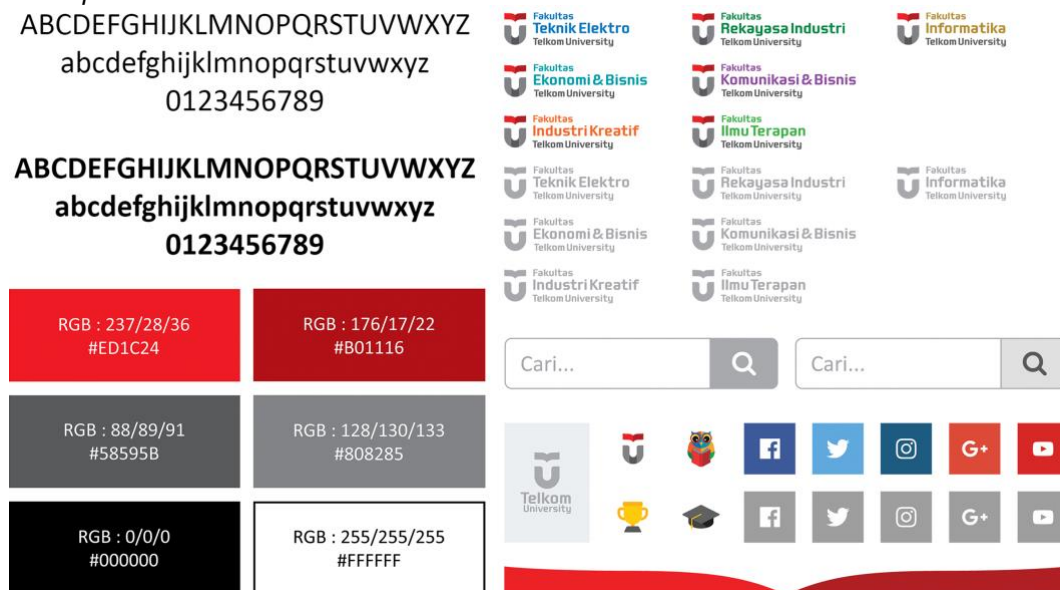 ABCDEFGHIJKLMNOPQRSTUVWXYZ
abcdefghijklmnopqrstuvwxyz
0123456789
ABCDEFGHIJKLMNOPQRSTUVWXYZ
abcdefghijklmnopqrstuvwxyz
0123456789
RGB : 237/28/36
#ED1C24
RGB : 176/17/22
#B01116
RGB : 88/89/91
#58595B
RGB : 128/130/133
#808285
RGB : 0/0/0
#000000
RGB : 255/255/255
#FFFFFF
Fakultas
Teknik Elektro
Telkom University
Fakultas
Rekayasa Industri
Telkom University
Fakultas
Informatika
Telkom University
Fakultas
Ekonomi & Bisnis
Telkom University
Fakultas
Komunikasi & Bisnis
Telkom University
Fakultas
Industri Kreatif
Telkom University
Fakultas
Ilmu Terapan
Telkom University
Fakultas
Teknik Elektro
Telkom University
Fakultas
Rekayasa Industri
Telkom University
Fakultas
Informatika
Telkom University
Fakultas
Ekonomi & Bisnis
Telkom University
Fakultas
Komunikasi & Bisnis
Telkom University
Fakultas
Industri Kreatif
Telkom University
Fakultas
Ilmu Terapan
Telkom University
Cari...
Cari...
Telkom
University
G+
G+